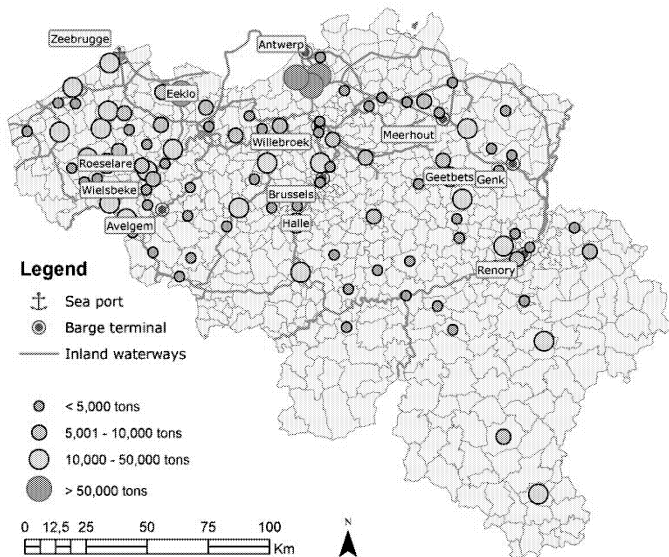 Zeebrugge
Antwerp
Eeklo
Meerhout
Willebroek
Roeselare
Geetbets
Genk
Wielsbeke
Brussels
Avelgem
Halle
Renory
Legend
Sea port
Barge terminal
Inland waterways
< 5,000 tons
5,001 - 10,000 tons
10,000 - 50,000 tons
> 50,000 tons
0 12,5 25 50 75 100
Km
N